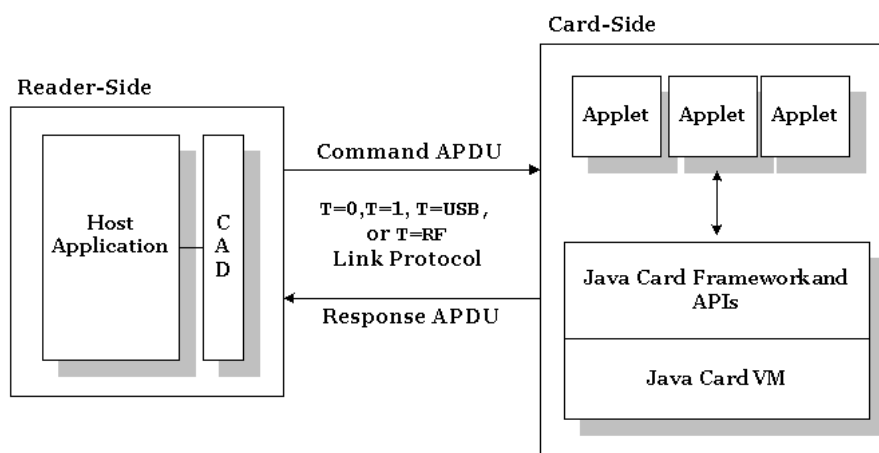 Card-Side
Reader-Side
Applet
Applet
Applet
Command APDU
Host
Application
C
A
D
T=0,T=1, T=USB,
or T=RF
Link Protocol
Response APDU
Java Card Frameworkand
APIs
Java Card VM